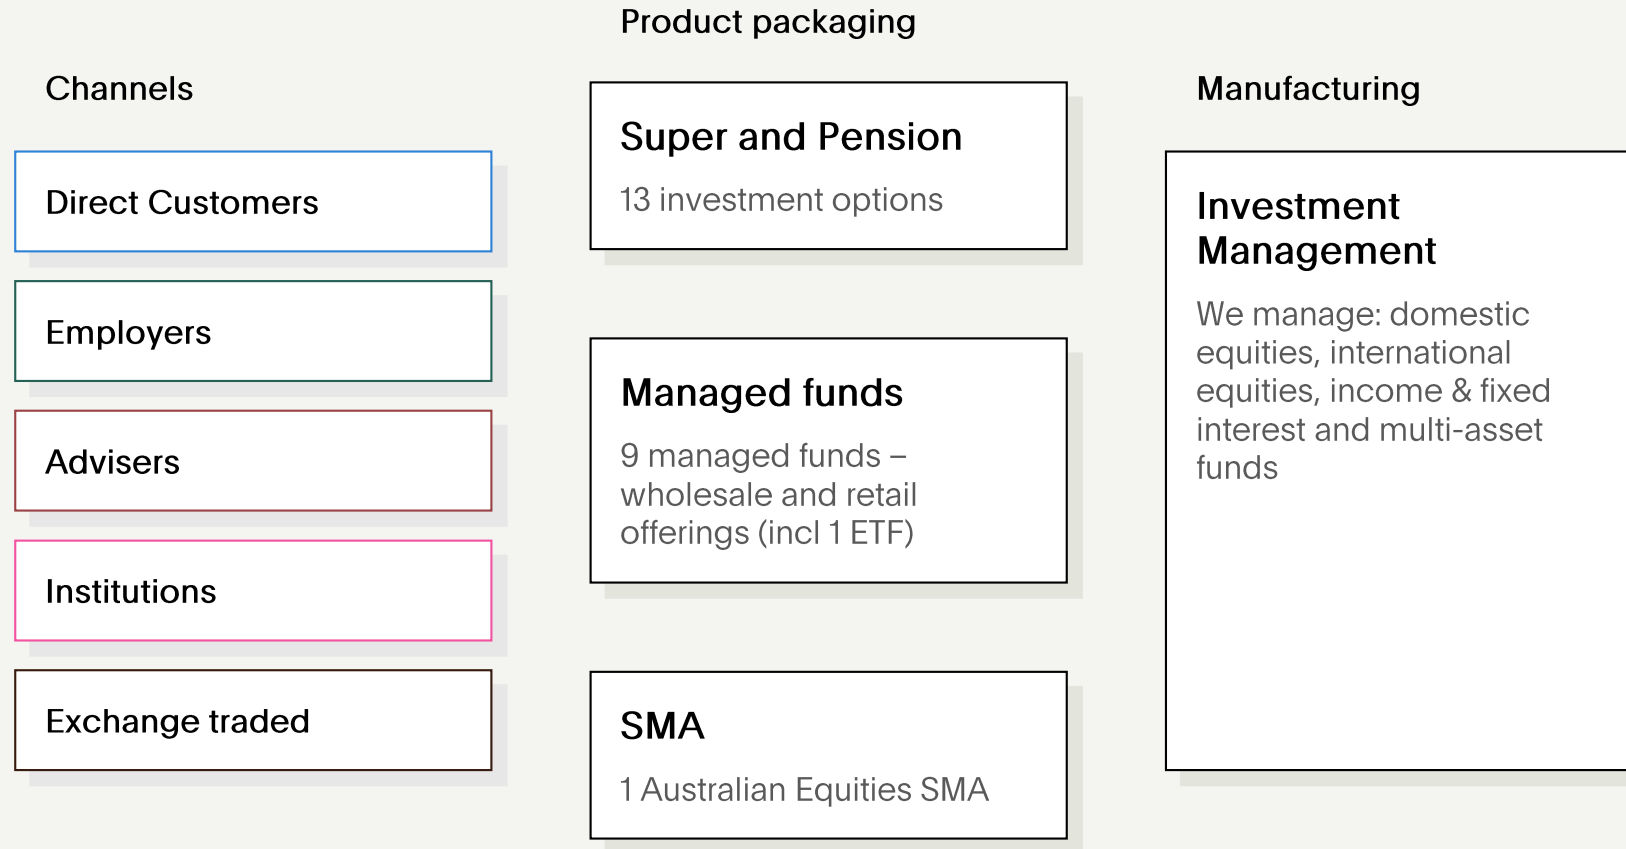 Channels
Direct Customers
Employers
Advisers
Institutions
Exchange traded
Product packaging
Super and Pension
13 investment options
Managed funds
9 managed funds –
wholesale and retail
offerings (incl 1 ETF)
SMA
1 Australian Equities SMA
Manufacturing
Investment
Management
We manage: domestic
equities, international
equities, income & fixed
interest and multi-asset
funds